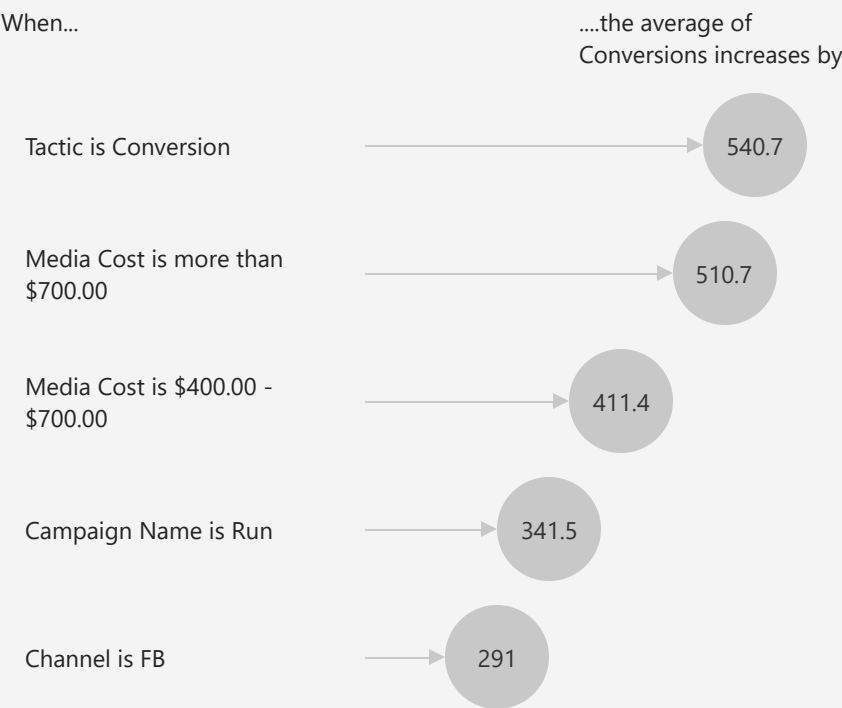 When...
....the average of
Conversions increases by
Tactic is Conversion
540.7
Media Cost is more than
$700.00
510.7
Media Cost is $400.00 -
$700.00
411.4
Campaign Name is Run
341.5
Channel is FB
291